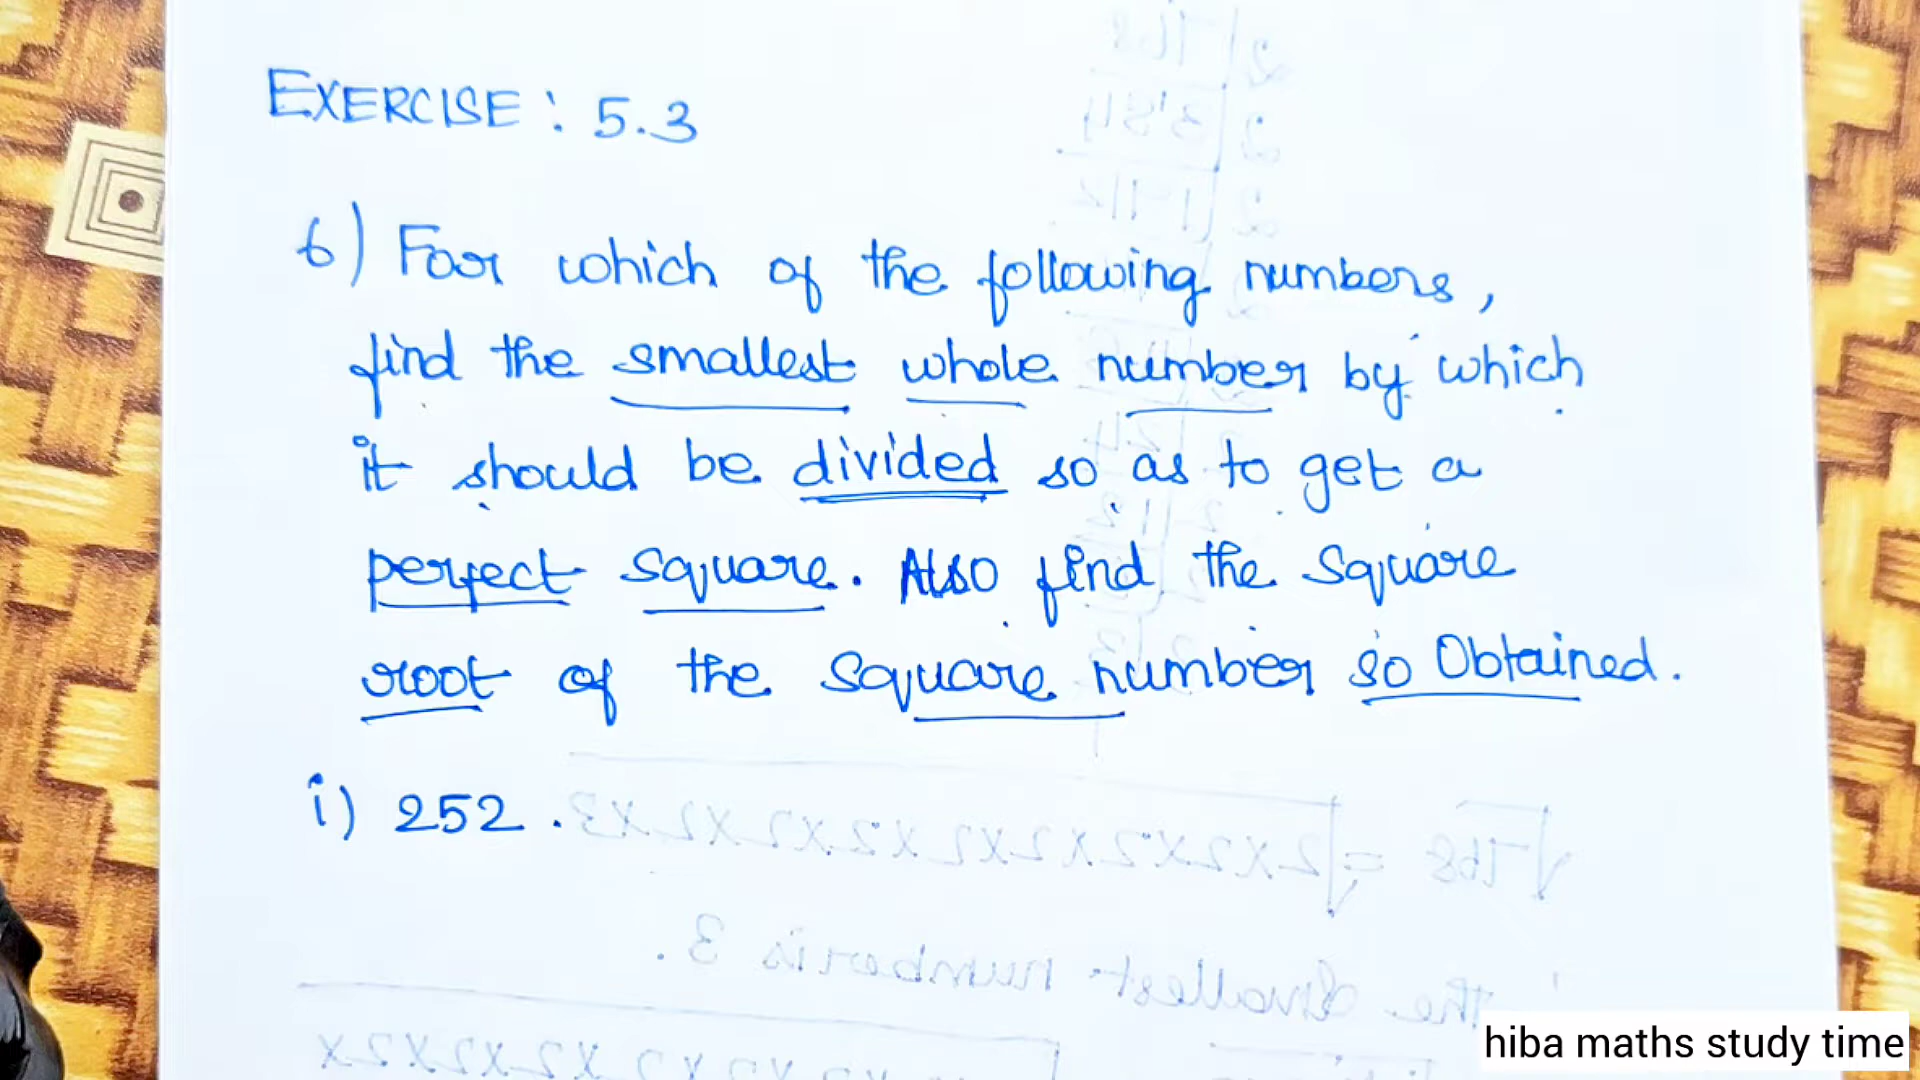 EXERCISE : 5.3
6) For which of the following numbers,
find the smallest whole number by which
it should be divided so as to get a
perfect square. Also find the square
root of the square number so Obtained.
i) 252.
hiba maths study time